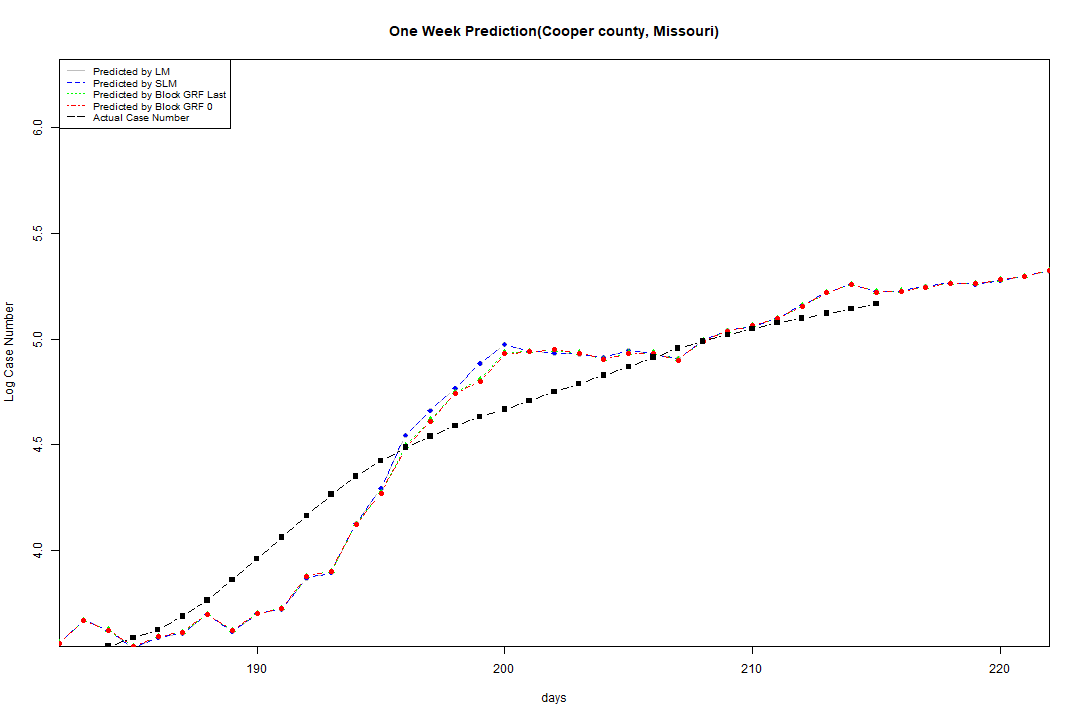 One Week Prediction(Cooper county, Missouri)
Predicted by LM
Predicted by SLM
Predicted by Block GRF Last
Predicted by Block GRF 0
Actual Case Number
6.0
5.5
5.0
4.5
4.0
Log Case Number
190 200 210 220
days